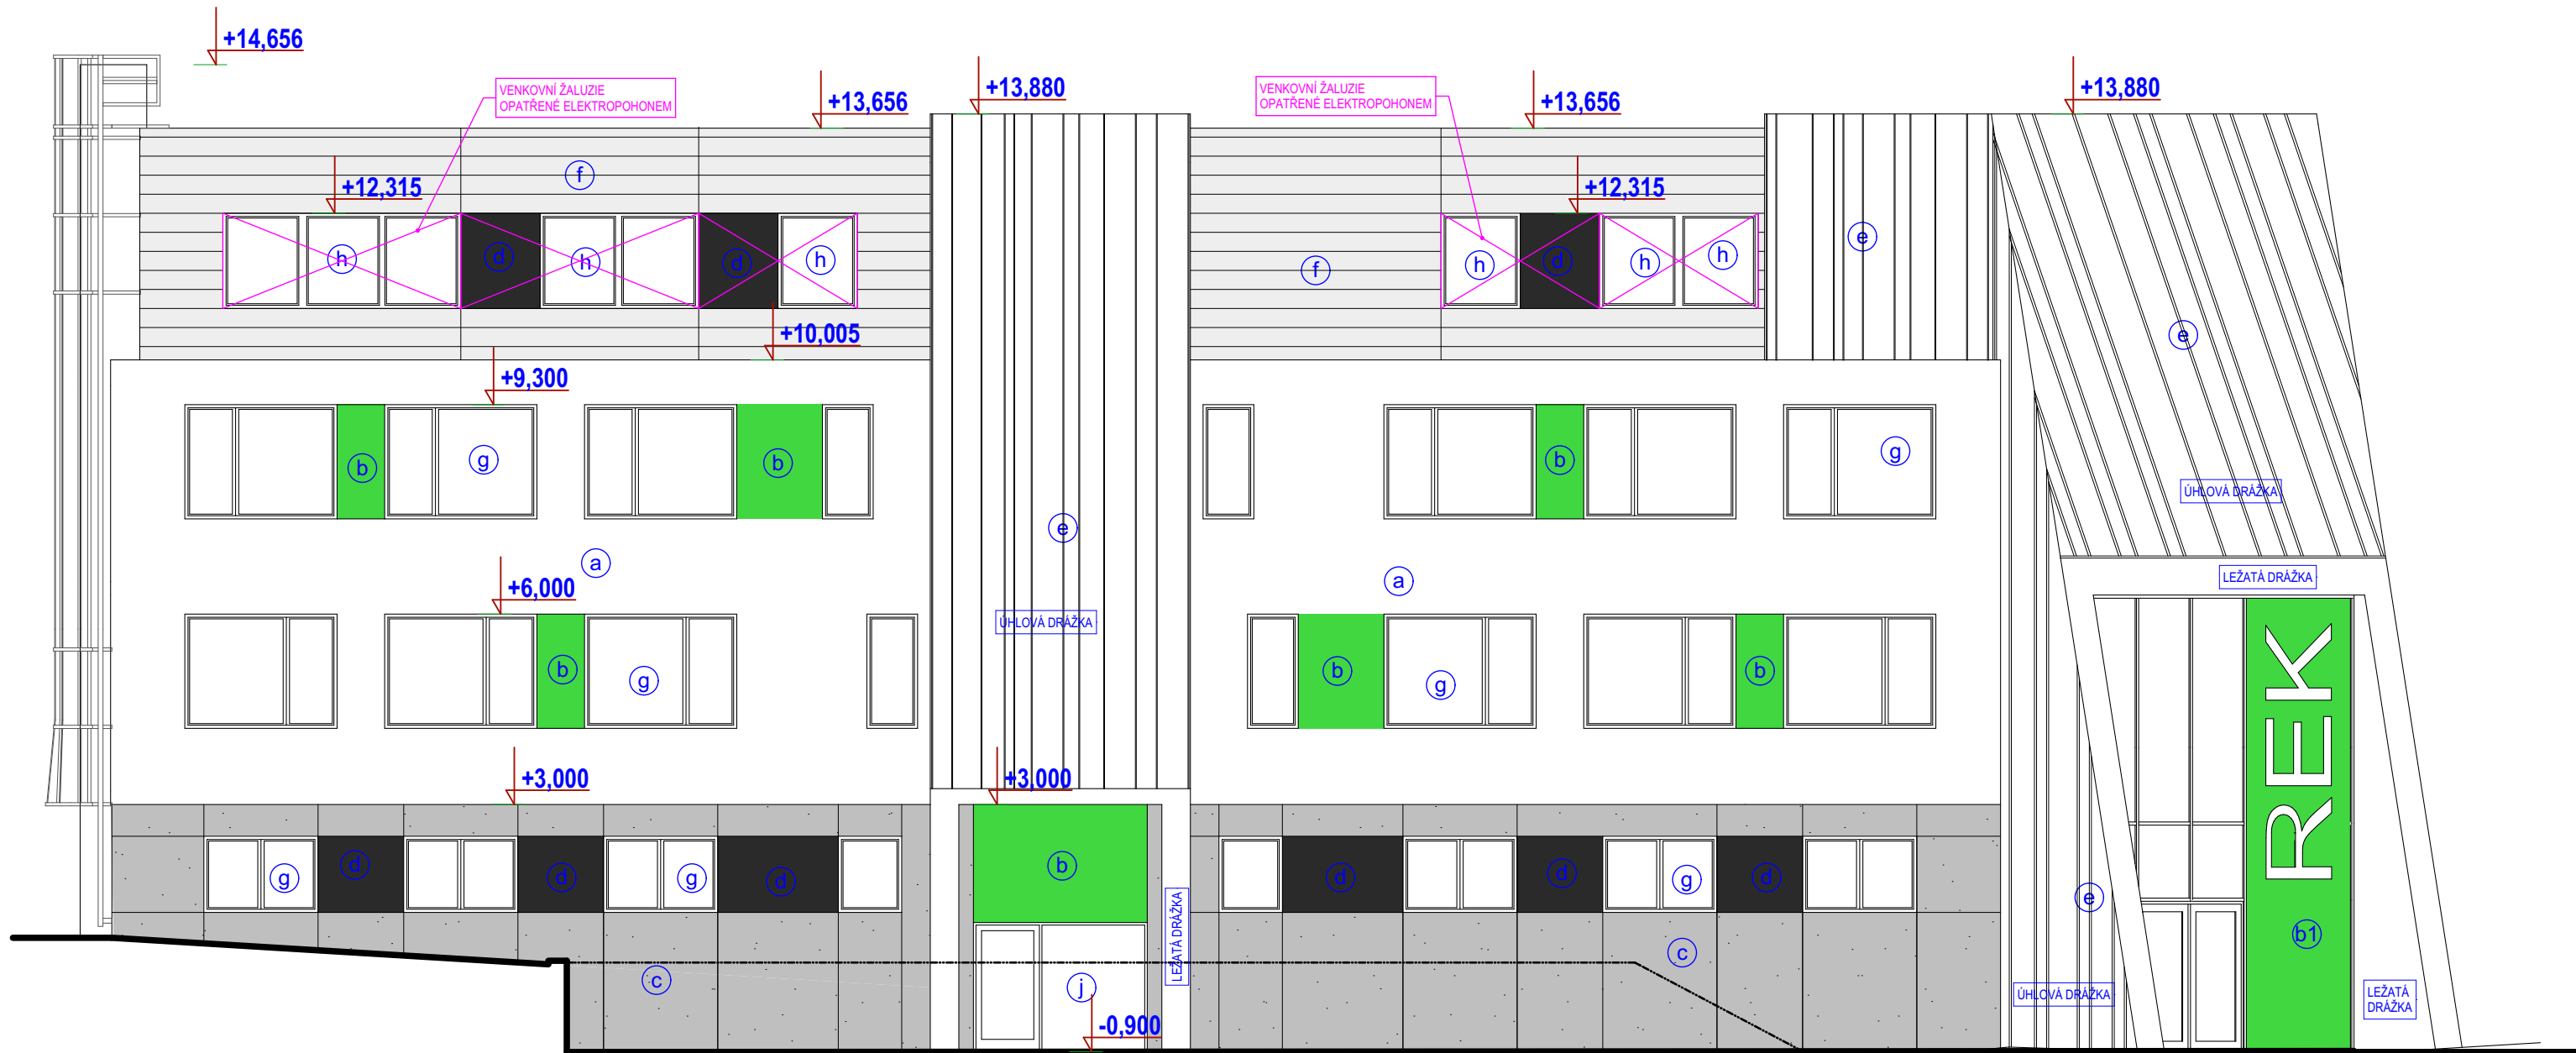 +14,656
VENKOVNÍ ŽALUZIE
OPATŘENÉ ELEKTROPOHONEM
+13,656
+13,880
VENKOVNÍ ŽALUZIE
OPATŘENÉ ELEKTROPOHONEM
+13,656
+13,880
f
+12,315
+12,315
e
h
d
h
d
h
f
h
d
h
h
+10,005
e
+9,300
b
g
b
b
g
ÚHLOVÁ DRÁŽKA
e
a
a
+6,000
LEŽATÁ DRÁŽKA
ÚHLOVÁ DRÁŽKA
b
g
b
g
b
REK
+3,000
+3,000
g
d
d
g
d
b
d
d
g
d
e
LEŽATÁ DRÁŽKA
b1
c
j
c
ÚHLOVÁ DRÁŽKA
LEŽATÁ
DRÁŽKA
-0,900